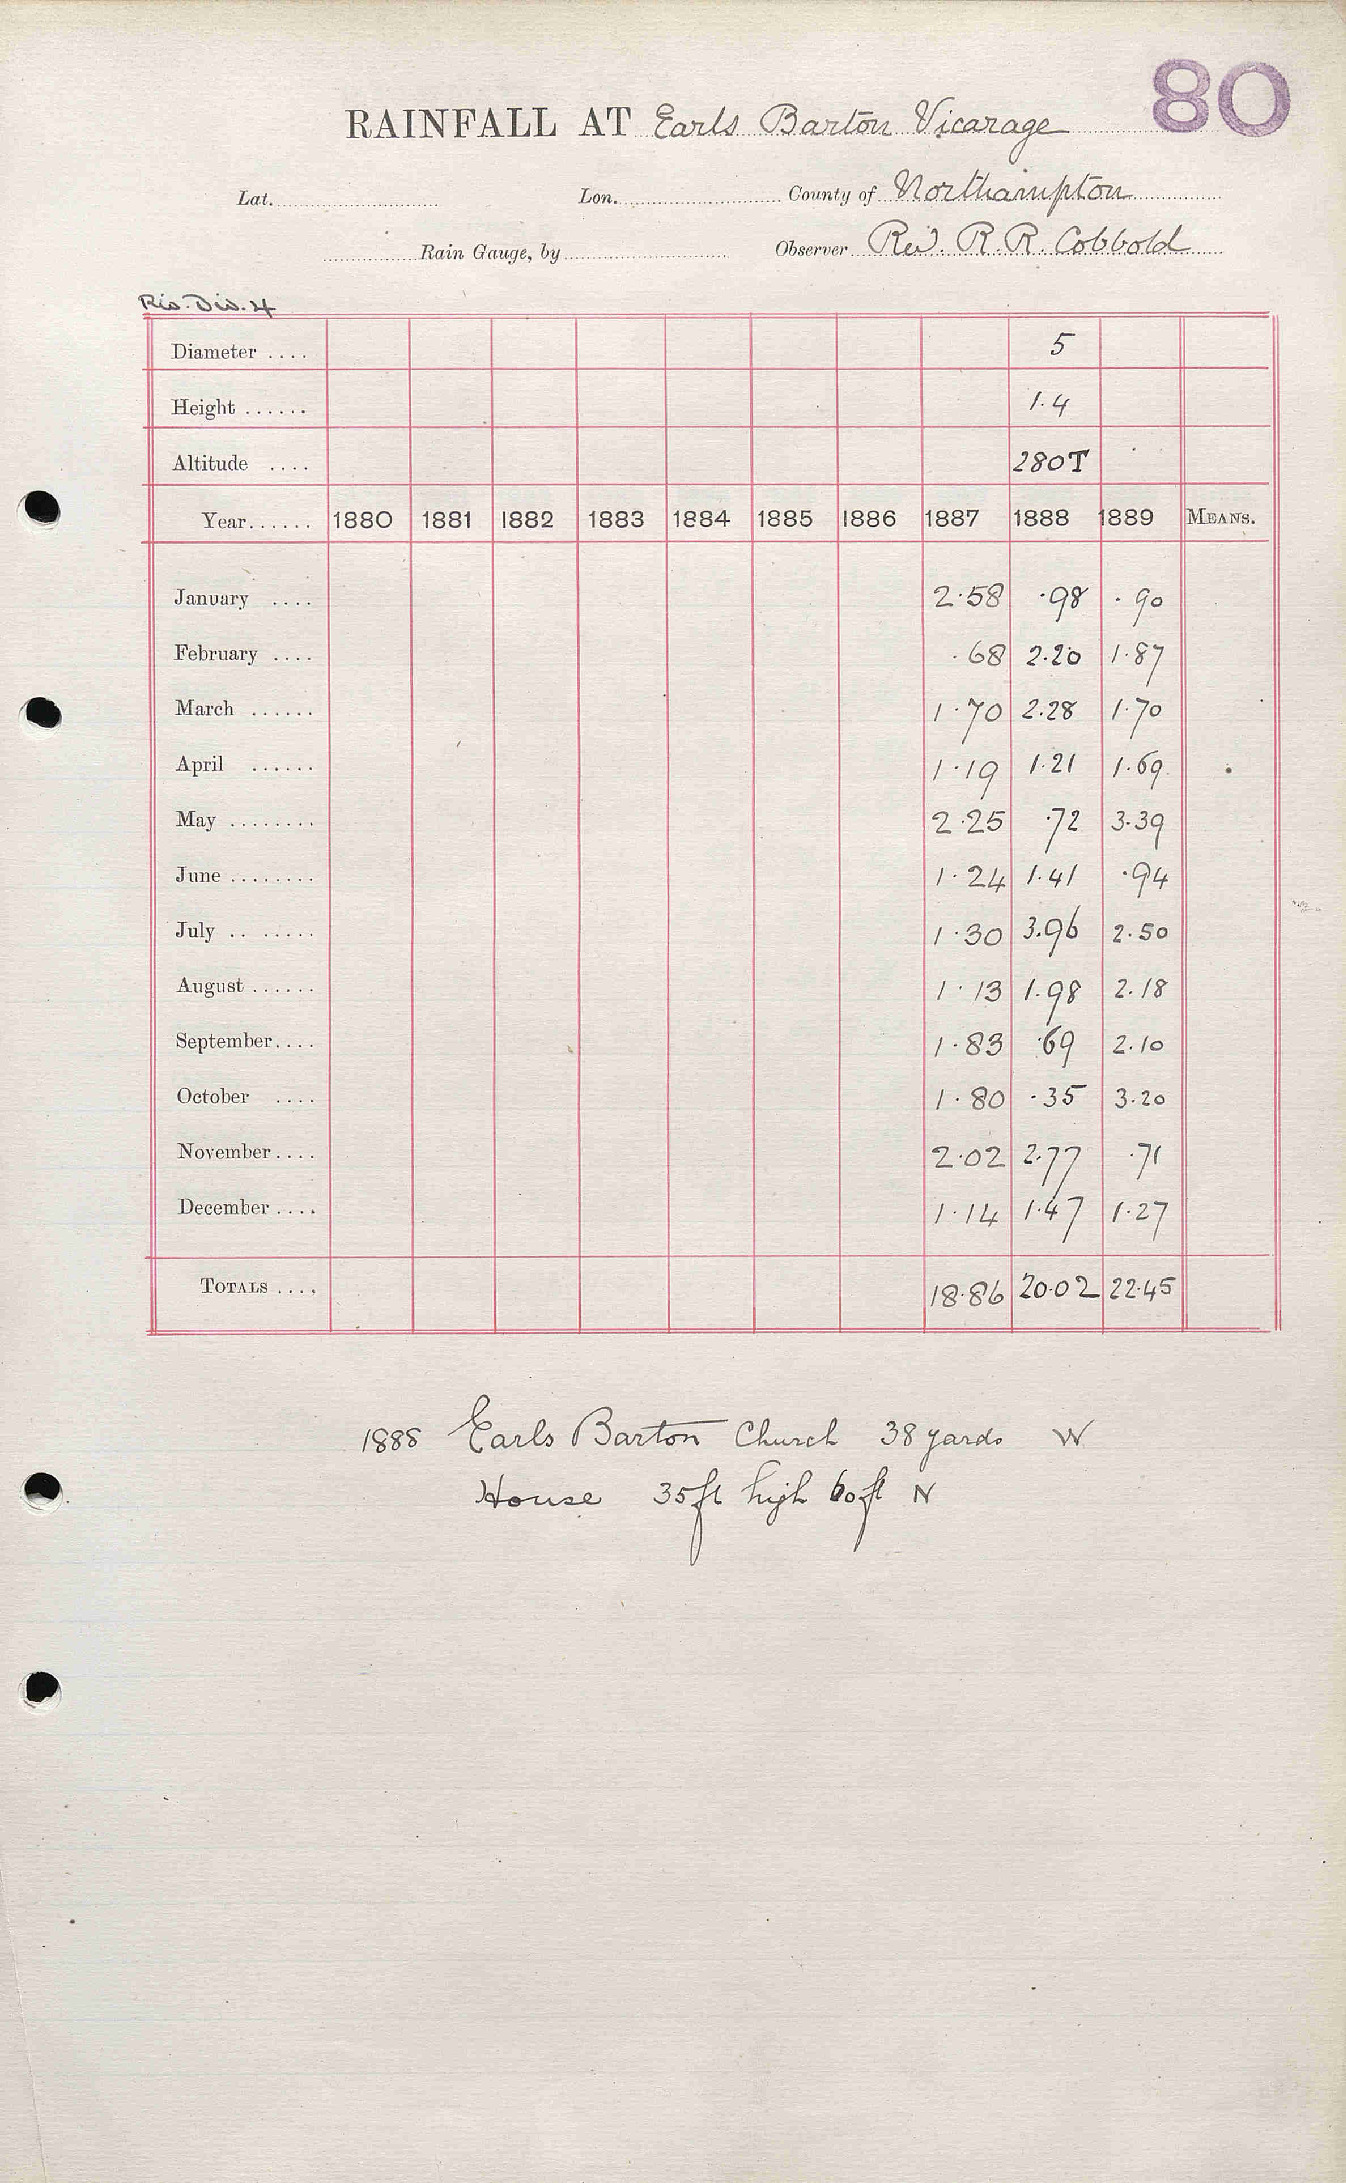 80
RAINFALL AT Earls Barton Vicarage
Lat. Lon. County of Northampton
Rain Gauge, by Observer Rev. R. R. Cobbold
Riv. Dis. 4
Diameter .... 5
Height ...... 1.4
Altitude .... 280T
Year...... 1880 1881 1882 1883 1884 1885 1886 1887 1888 1889 MEANS.
January .... 2.58 .98 .90
February .... .68 2.20 1.87
March ...... 1.70 2.28 1.70
April ...... 1.19 1.21 1.69
May ........ 2.25 .72 3.39
June ........ 1.24 1.41 .94
July .. ..... 1.30 3.96 2.50
August ...... 1.13 1.98 2.18
September.... 1.83 .69 2.10
October .... 1.80 .35 3.20
November.... 2.02 2.77 .71
December.... 1.14 1.47 1.27
TOTALS .... 18.86 20.02 22.45
1888 Earls Barton Church 38 yards W
House 35ft high 60ft N